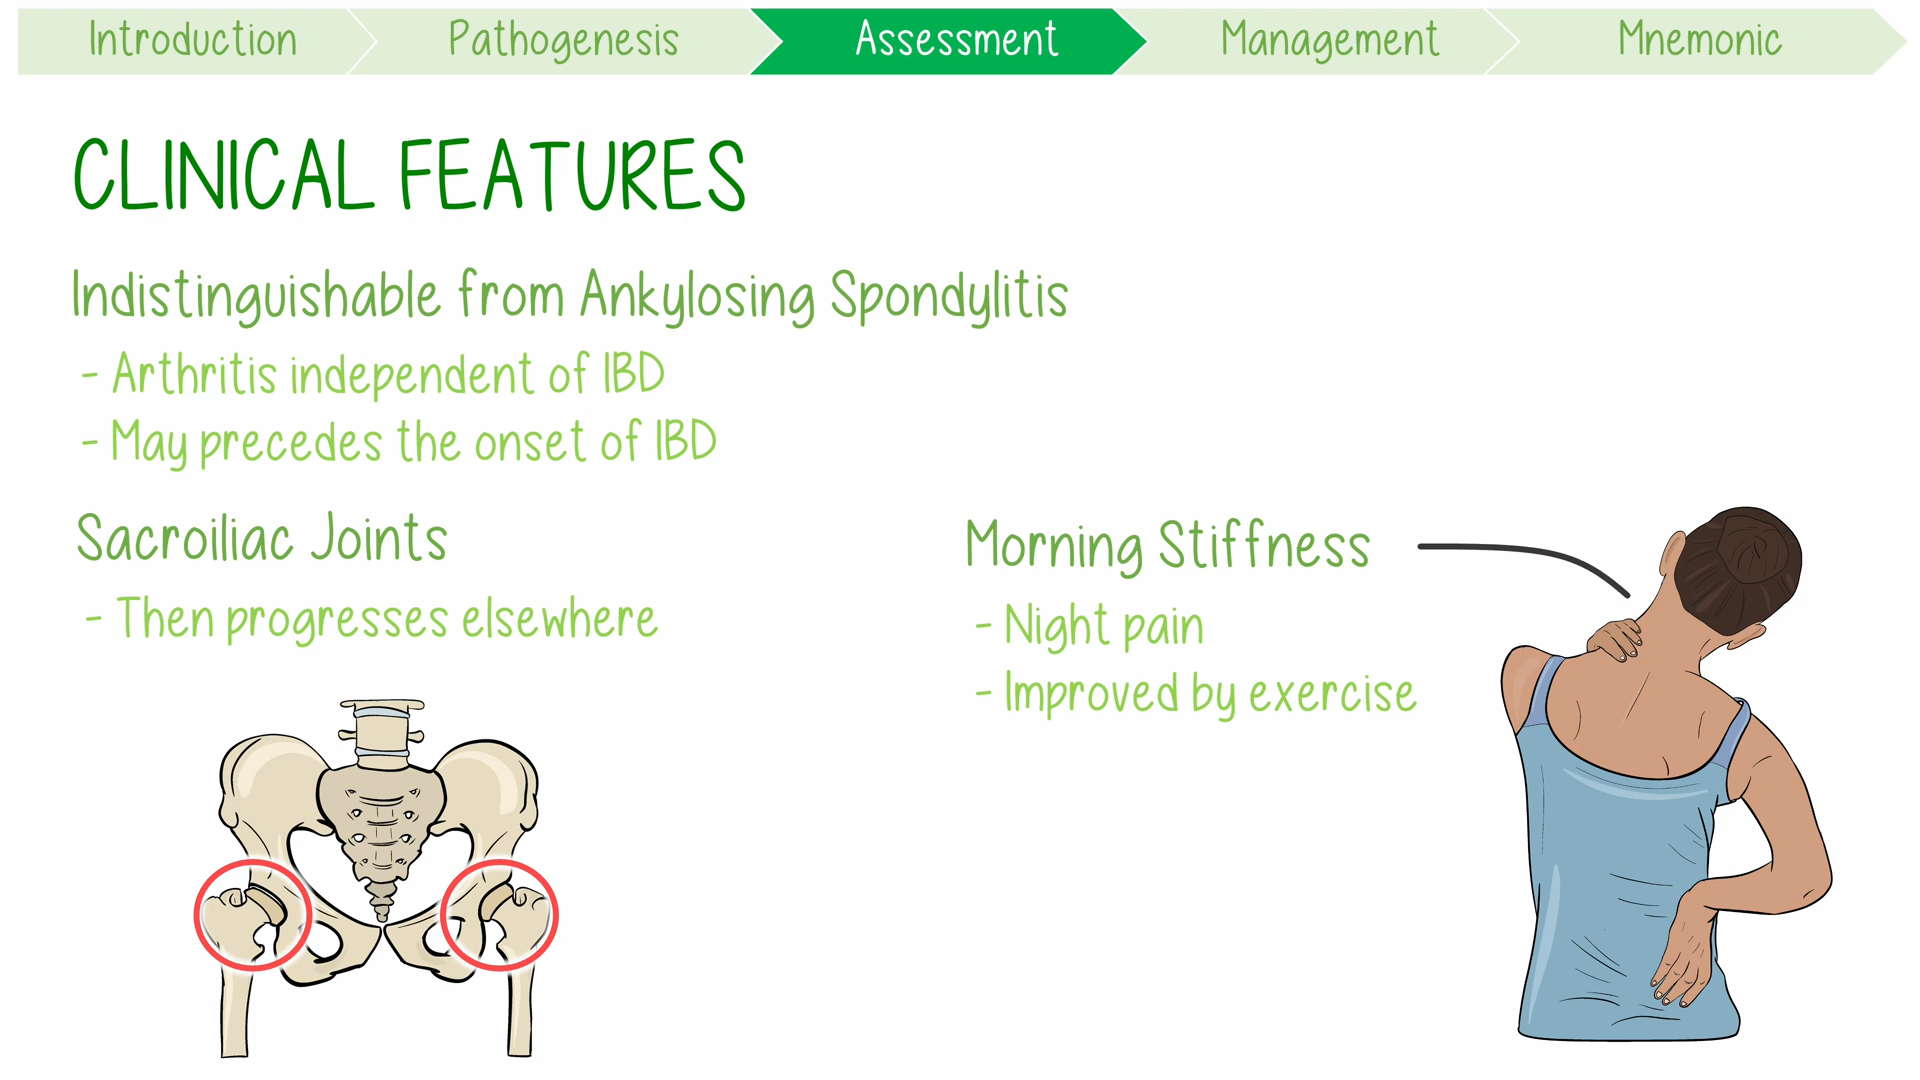 Introduction
Pathogenesis
Assessment
Management
Mnemonic
CLINICAL FEATURES
Indistinguishable from Ankylosing Spondylitis
- Arthritis independent of IBD
- May precedes the onset of IBD
Sacroiliac Joints
- Then progresses elsewhere
Morning Stiffness
- Night pain
- Improved by exercise